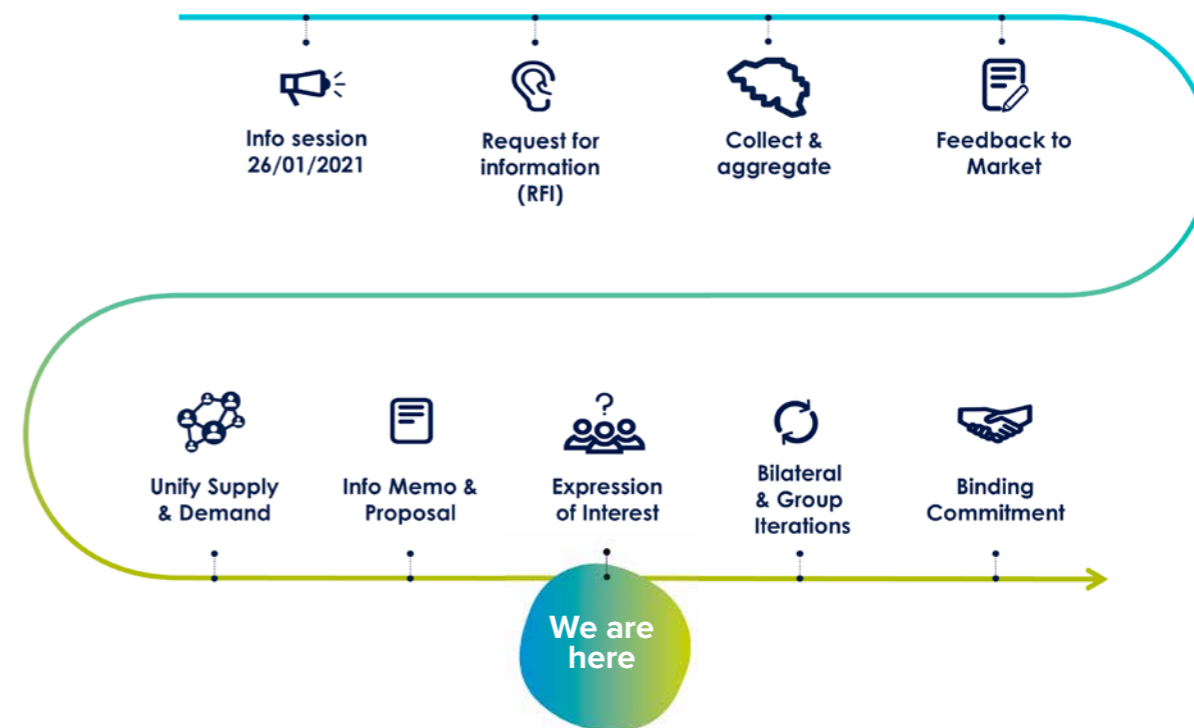 Info session
26/01/2021
Request for
information
(RFI)
Collect &
aggregate
Feedback to
Market
Unify Supply
& Demand
Info Memo &
Proposal
?
Expression
of Interest
Bilateral
& Group
Iterations
Binding
Commitment
We are
here